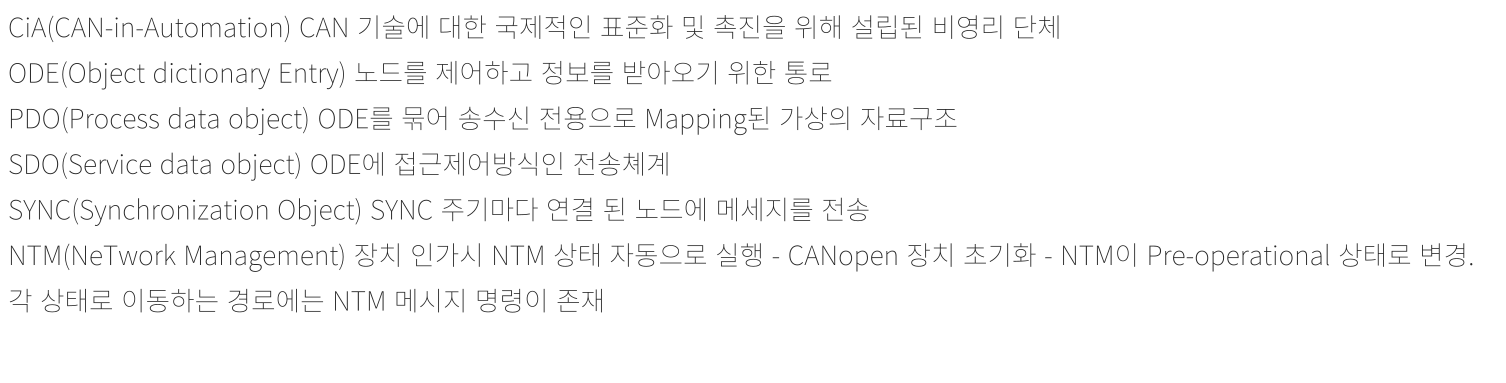 CiA(CAN-in-Automation) CAN 기술에 대한 국제적인 표준화 및 촉진을 위해 설립된 비영리 단체
ODE(Object dictionary Entry) 노드를 제어하고 정보를 받아오기 위한 통로
PDO(Process data object) ODE를 묶어 송수신 전용으로 Mapping된 가상의 자료구조
SDO(Service data object) ODE에 접근제어방식인 전송쳬계
SYNC(Synchronization Object) SYNC 주기마다 연결 된 노드에 메세지를 전송
NTM(NeTwork Management) 장치 인가시 NTM 상태 자동으로 실행 - CANopen 장치 초기화 - NTM이 Pre-operational 상태로 변경.
각 상태로 이동하는 경로에는 NTM 메시지 명령이 존재